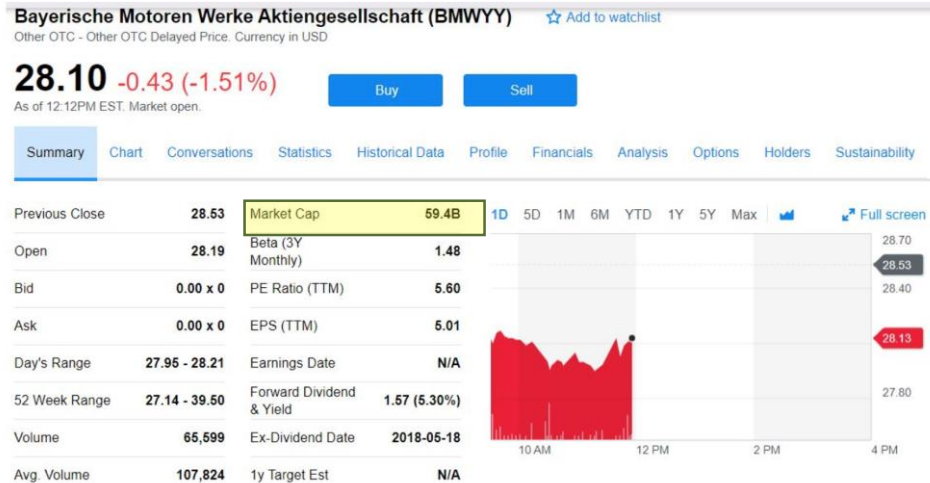 Bayerische Motoren Werke Aktiengesellschaft (BMWYY) Add to watchlist
Other OTC - Other OTC Delayed Price. Currency in USD
28.10 -0.43 (-1.51%)
As of 12:12PM EST. Market open.
Buy Sell
Summary Chart Conversations Statistics Historical Data Profile Financials Analysis Options Holders Sustainability
Previous Close 28.53
Open 28.19
Bid 0.00 x 0
Ask 0.00 x 0
Day's Range 27.95 - 28.21
52 Week Range 27.14 - 39.50
Volume 65,599
Avg. Volume 107,824
Market Cap 59.4B
Beta (3Y
Monthly) 1.48
PE Ratio (TTM) 5.60
EPS (TTM) 5.01
Earnings Date N/A
Forward Dividend
& Yield 1.57 (5.30%)
Ex-Dividend Date 2018-05-18
1y Target Est N/A
1D 5D 1M 6M YTD 1Y 5Y Max Full screen
28.70
28.53
28.40
28.13
27.80
10 AM 12 PM 2 PM 4 PM